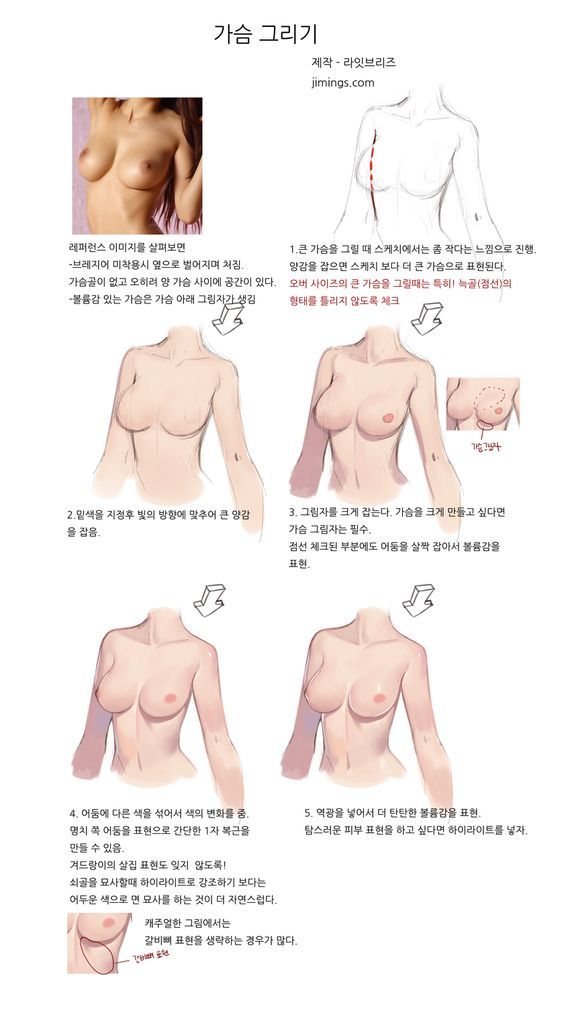 가슴 그리기
제작 - 라잇브리즈
jimings.com
레퍼런스 이미지를 살펴보면
-브레지어 미착용시 옆으로 벌어지며 처짐.
가슴골이 없고 오히려 양 가슴 사이에 공간이 있다.
-볼륨감 있는 가슴은 가슴 아래 그림자가 생김
1.큰 가슴을 그릴 때 스케치에서는 좀 작다는 느낌으로 진행.
양감을 잡으면 스케치 보다 더 큰 가슴으로 표현된다.
오버 사이즈의 큰 가슴을 그릴때는 특히! 늑골(점선)의
형태를 틀리지 않도록 체크
가슴그림자
2.밑색을 지정후 빛의 방향에 맞추어 큰 양감
을 잡음.
3. 그림자를 크게 잡는다. 가슴을 크게 만들고 싶다면
가슴 그림자는 필수.
점선 체크된 부분에도 어둠을 살짝 잡아서 볼륨감을
표현.
4. 어둠에 다른 색을 섞어서 색의 변화를 줌.
명치 쪽 어둠을 표현으로 간단한 1자 복근을
만들 수 있음.
겨드랑이의 살집 표현도 잊지 않도록!
쇠골을 묘사할때 하이라이트로 강조하기 보다는
어두운 색으로 면 묘사를 하는 것이 더 자연스럽다.
5. 역광을 넣어서 더 탄탄한 볼륨감을 표현.
탐스러운 피부 표현을 하고 싶다면 하이라이트를 넣자.
캐주얼한 그림에서는
갈비뼈 표현을 생략하는 경우가 많다.
갈비뼈 표현